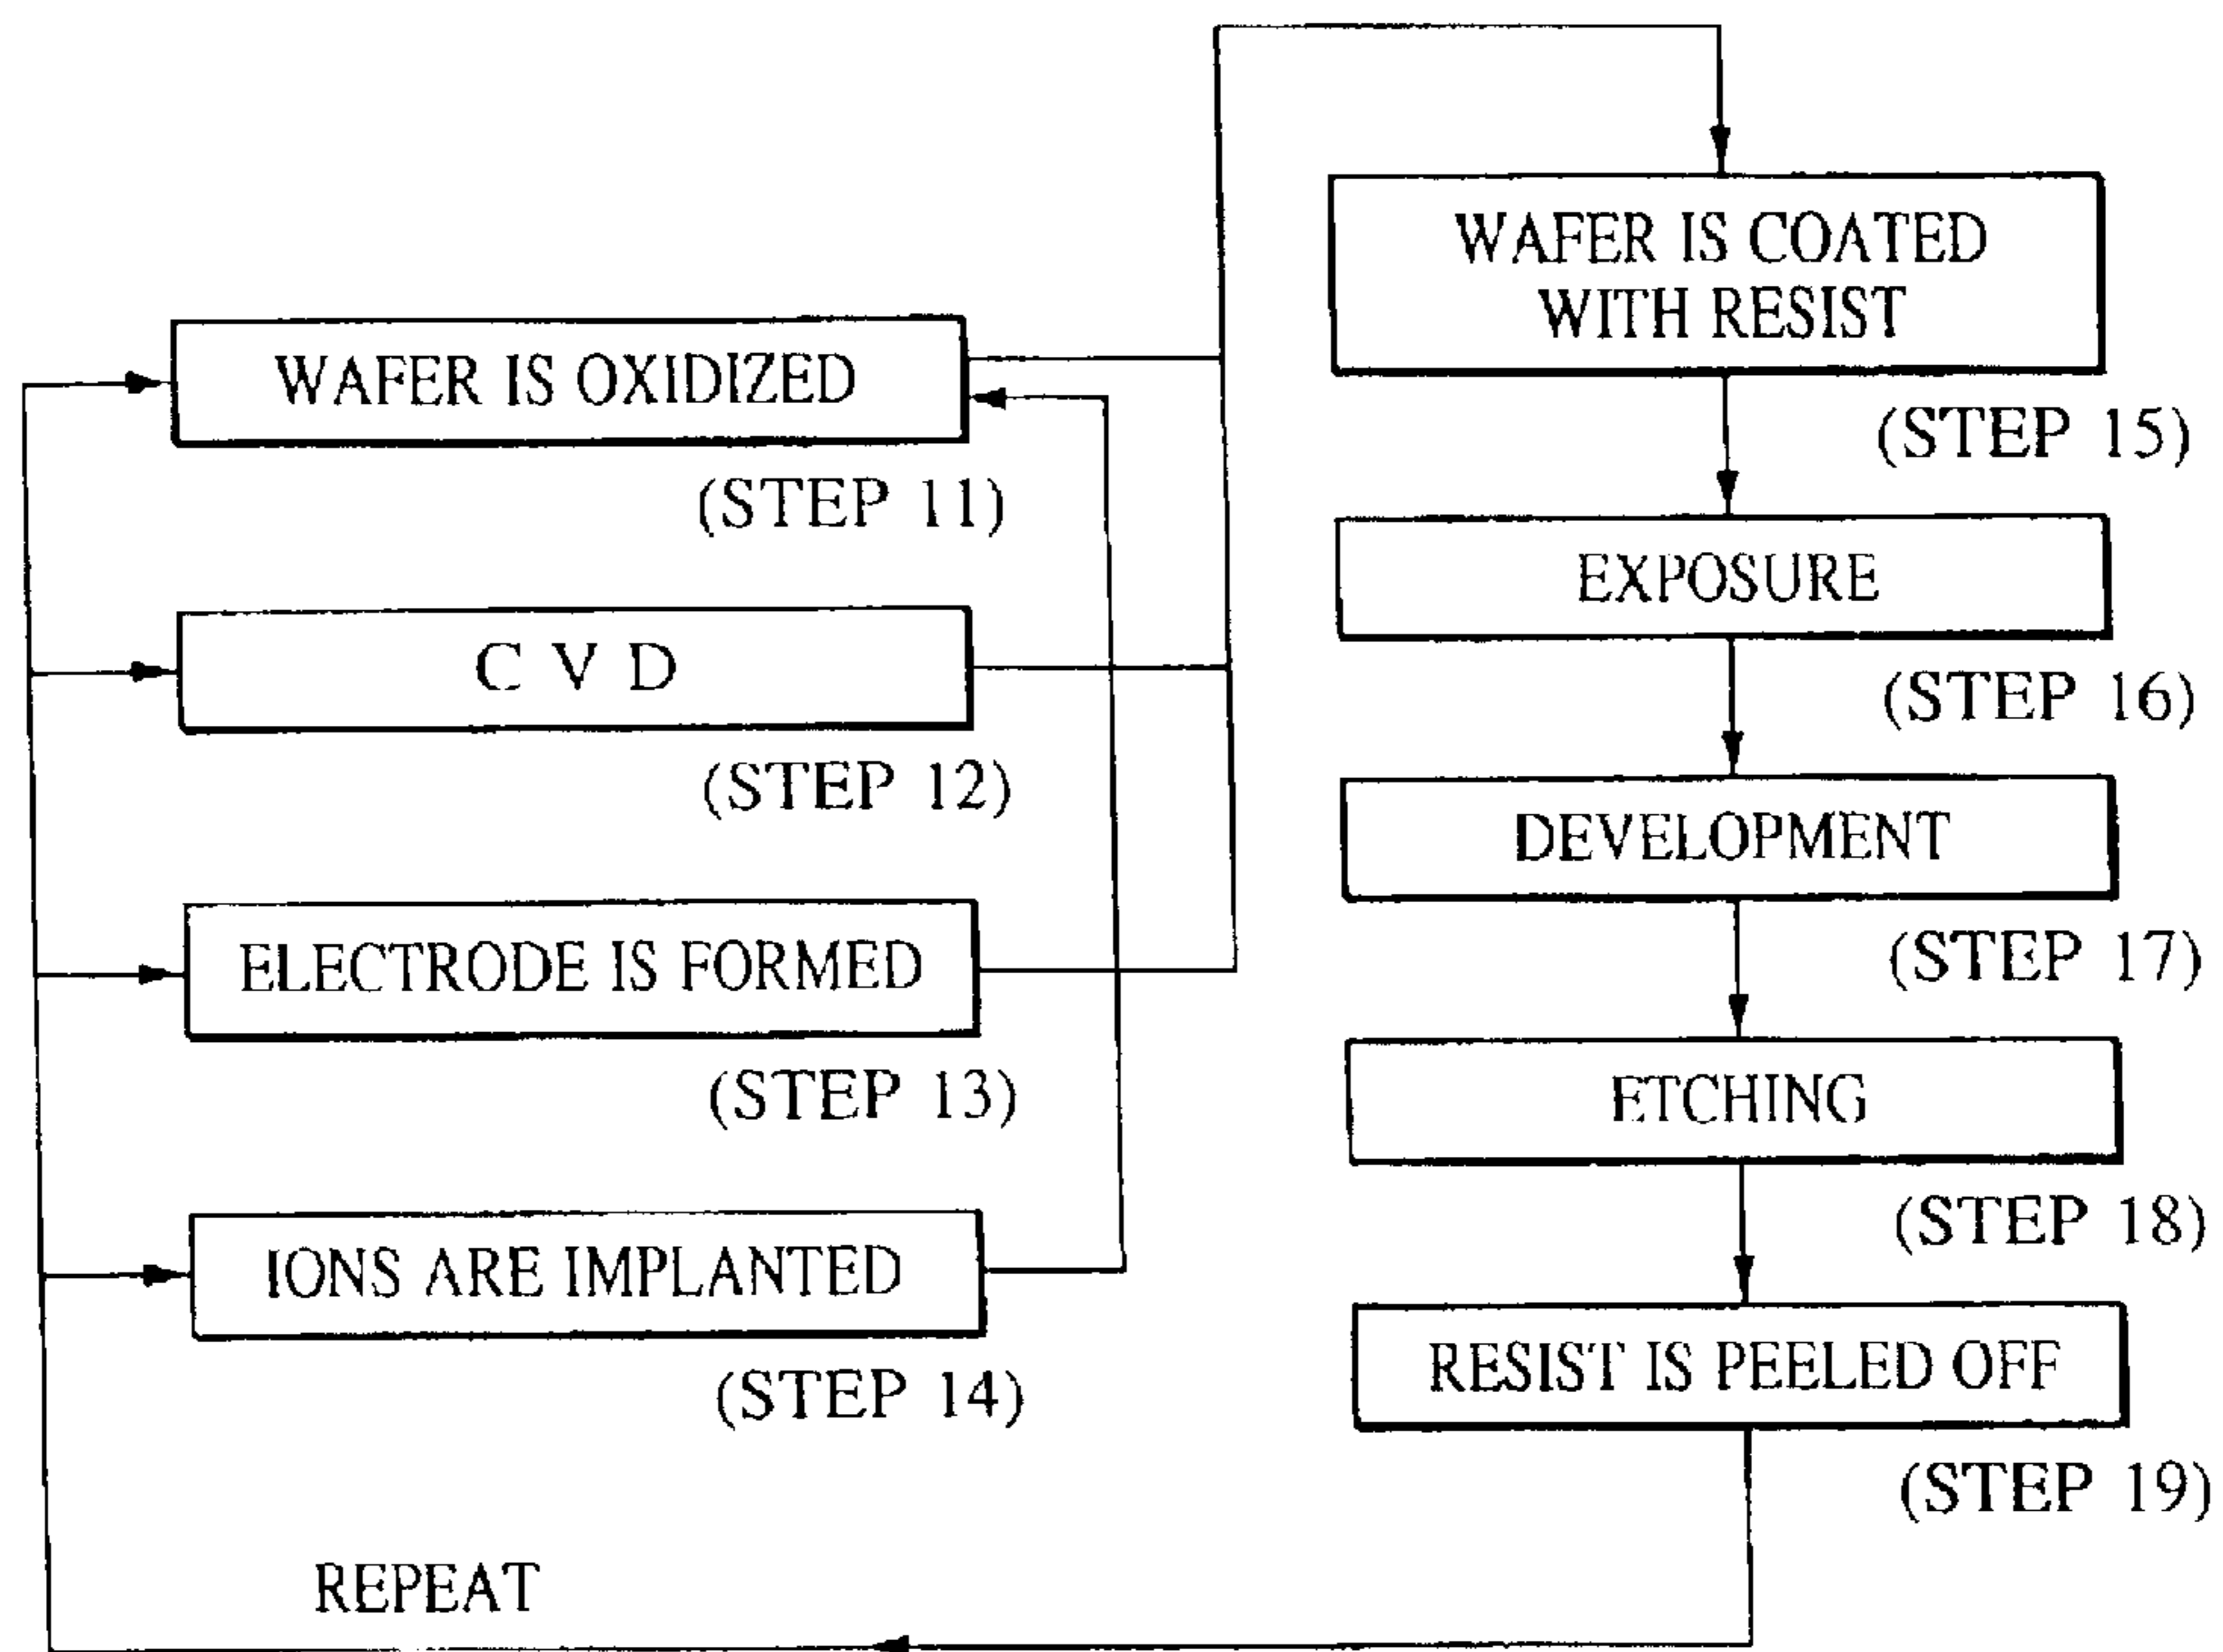 WAFER IS OXIDIZED
(STEP 11)
C V D
(STEP 12)
ELECTRODE IS FORMED
(STEP 13)
IONS ARE IMPLANTED
(STEP 14)
REPEAT
WAFER IS COATED
WITH RESIST
(STEP 15)
EXPOSURE
(STEP 16)
DEVELOPMENT
(STEP 17)
ETCHING
(STEP 18)
RESIST IS PEELED OFF
(STEP 19)